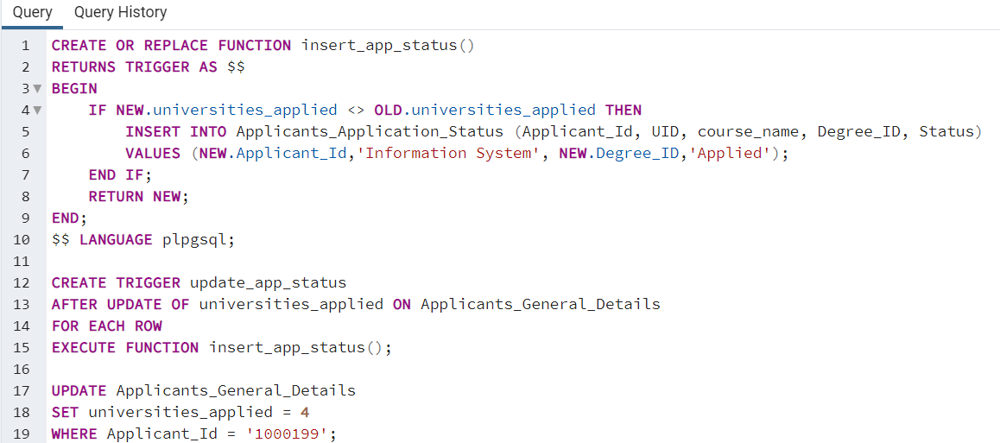 Query Query History
1 CREATE OR REPLACE FUNCTION insert_app_status()
2 RETURNS TRIGGER AS $$
3 BEGIN
4 IF NEW.universities_applied <> OLD.universities_applied THEN
5 INSERT INTO Applicants_Application_Status (Applicant_Id, UID, course_name, Degree_ID, Status)
6 VALUES (NEW.Applicant_Id,'Information System', NEW.Degree_ID,'Applied');
7 END IF;
8 RETURN NEW;
9 END;
10 $$ LANGUAGE plpgsql;
11
12 CREATE TRIGGER update_app_status
13 AFTER UPDATE OF universities_applied ON Applicants_General_Details
14 FOR EACH ROW
15 EXECUTE FUNCTION insert_app_status();
16
17 UPDATE Applicants_General_Details
18 SET universities_applied = 4
19 WHERE Applicant_Id = '1000199';